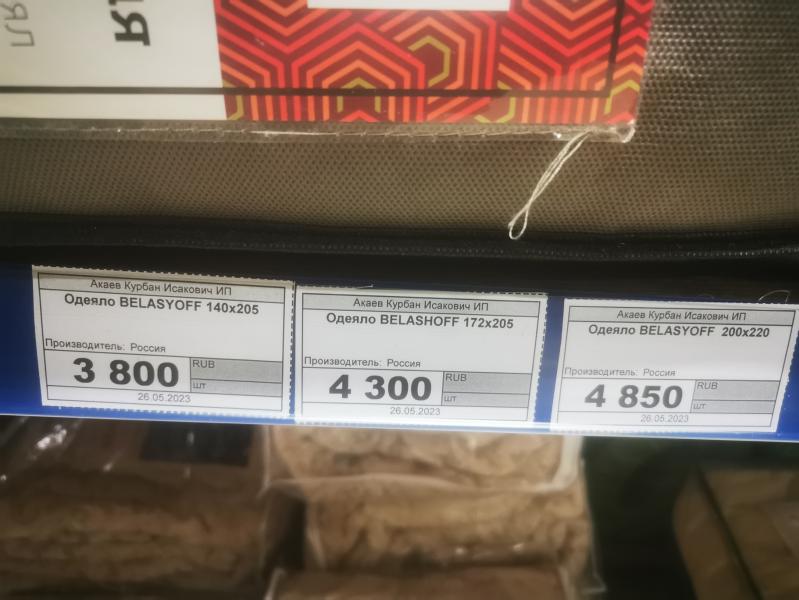 Акаев Курбан Исакович ИП
Одеяло BELASYOFF 140x205
Производитель: Россия
3 800
RUB
шт
26.05.2023
Акаев Курбан Исакович ИП
Одеяло BELASHOFF 172x205
Производитель: Россия
4 300
RUB
шт
26.05.2023
Акаев Курбан Исакович ИП
Одеяло BELASYOFF 200x220
Производитель: Россия
4 850
RUB
шт
26.05.2023